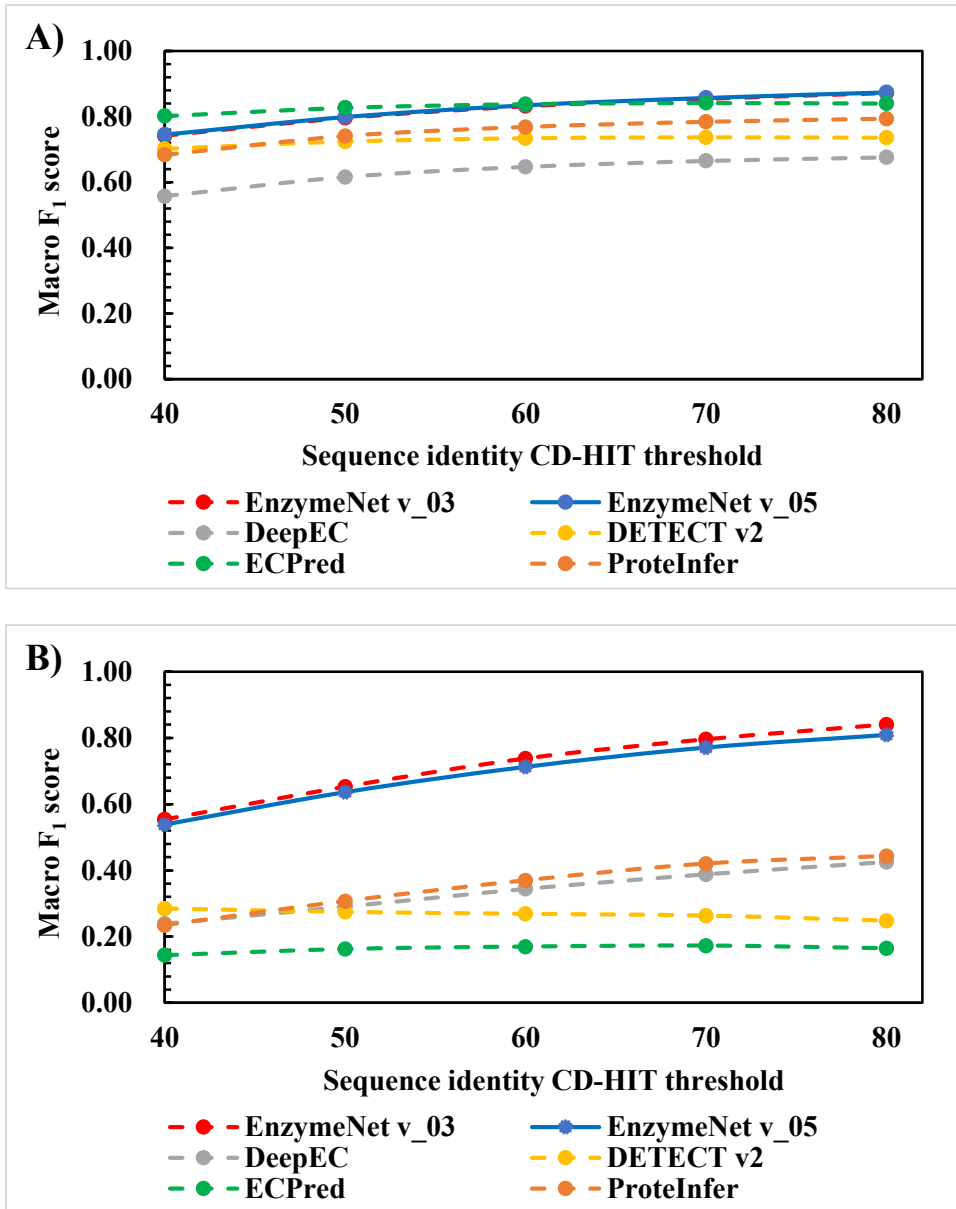 A)
1.00
0.80
0.60
0.40
0.20
0.00
Macro F₁ score
40 50 60 70 80
Sequence identity CD-HIT threshold
EnzymeNet v_03 EnzymeNet v_05
DeepEC DETECT v2
ECPred ProteInfer
B)
1.00
0.80
0.60
0.40
0.20
0.00
Macro F₁ score
40 50 60 70 80
Sequence identity CD-HIT threshold
EnzymeNet v_03 EnzymeNet v_05
DeepEC DETECT v2
ECPred ProteInfer